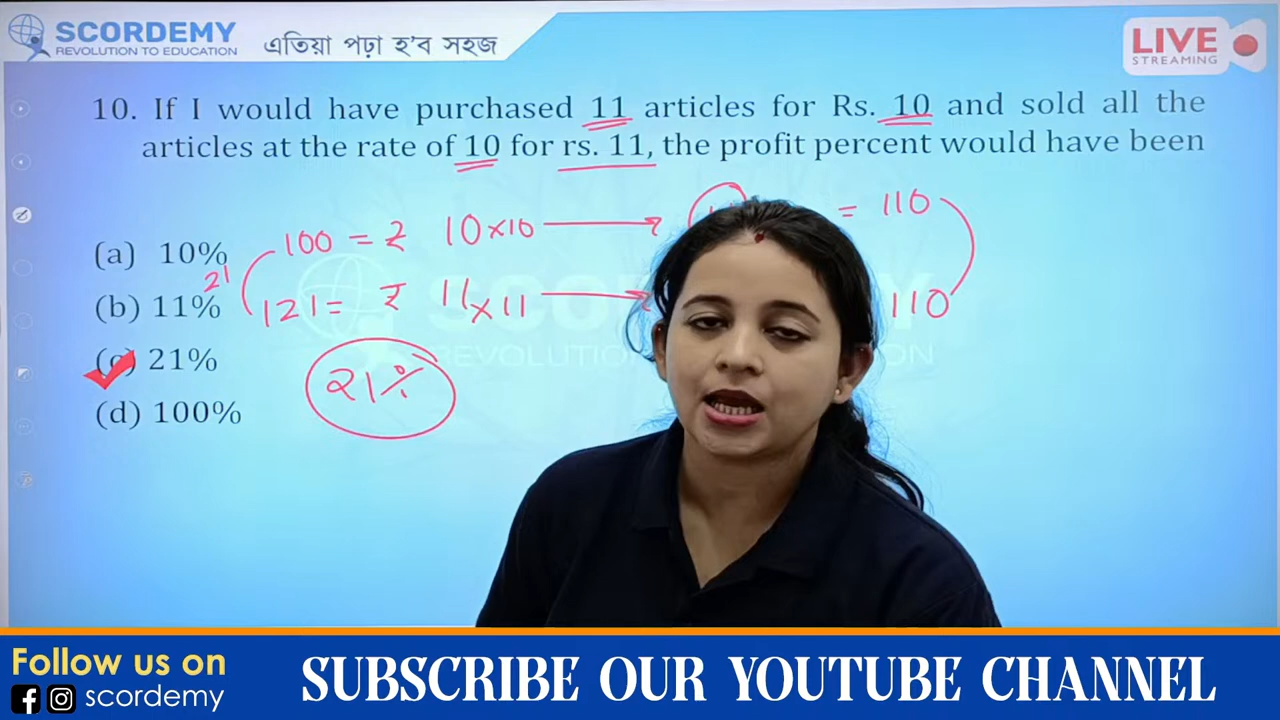 SCORDEMY
REVOLUTION TO EDUCATION
এতিয়া পঢ়া হ'ব সহজ
LIVE
STREAMING
10. If I would have purchased 11 articles for Rs. 10 and sold all the
articles at the rate of 10 for rs. 11, the profit percent would have been
100 = ₹ 10×10
= 110
(a) 10%
21
121 = ₹ 11×11
110
(b) 11%
(c) 21%
21%
(d) 100%
REVOLUTION
Follow us on
scordemy
SUBSCRIBE OUR YOUTUBE CHANNEL